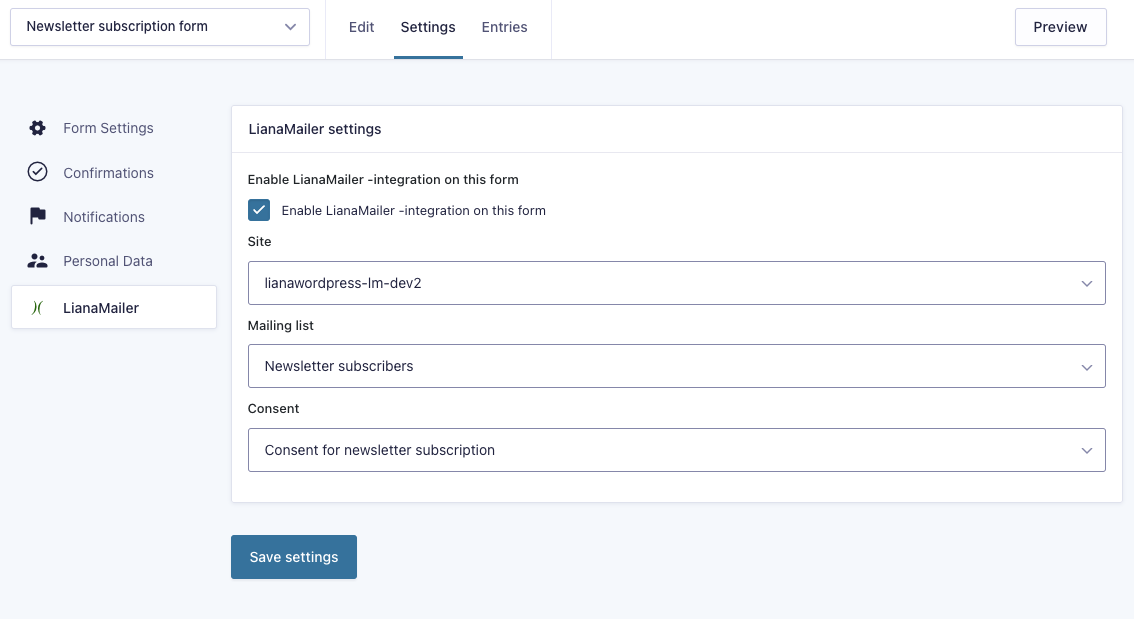 Newsletter subscription form
Edit
Settings
Entries
Preview
Form Settings
Confirmations
Notifications
Personal Data
LianaMailer
LianaMailer settings
Enable LianaMailer -integration on this form
Enable LianaMailer -integration on this form
Site
lianawordpress-lm-dev2
Mailing list
Newsletter subscribers
Consent
Consent for newsletter subscription
Save settings